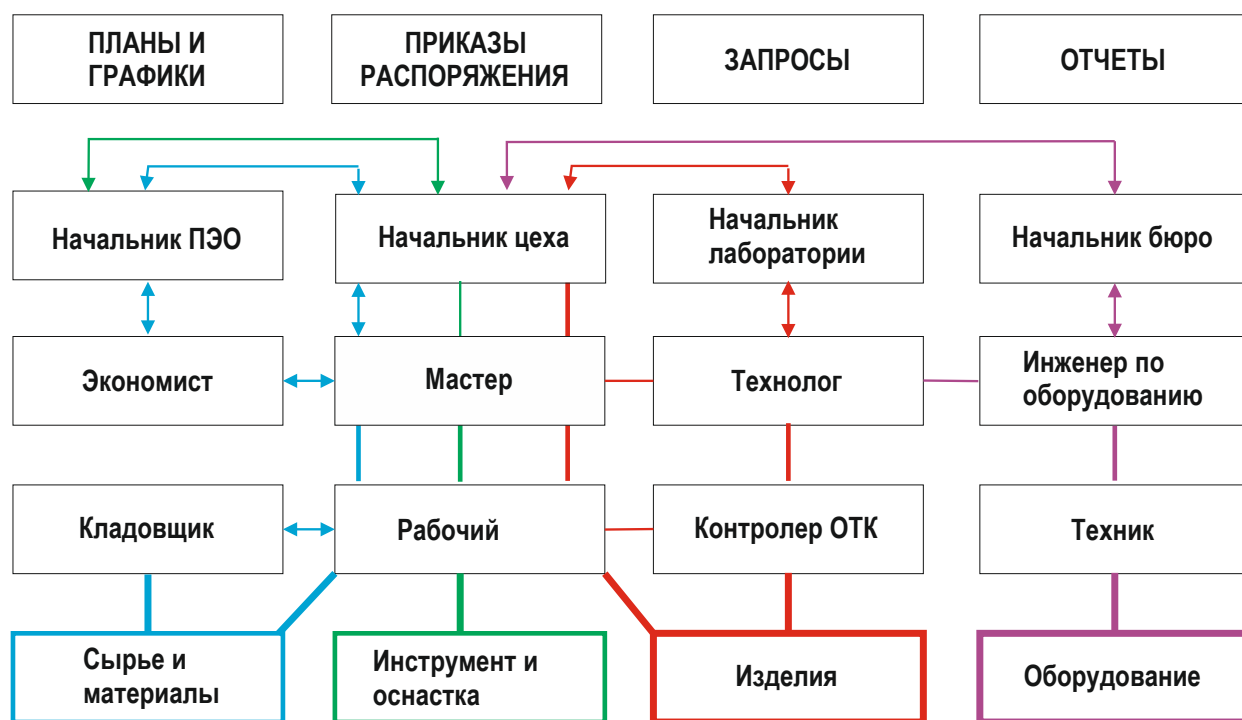 ПЛАНЫ И
ГРАФИКИ
ПРИКАЗЫ
РАСПОРЯЖЕНИЯ
ЗАПРОСЫ
ОТЧЕТЫ
Начальник ПЭО
Начальник цеха
Начальник
лаборатории
Начальник бюро
Экономист
Мастер
Технолог
Инженер по
оборудованию
Кладовщик
Рабочий
Контролер ОТК
Техник
Сырье и
материалы
Инструмент и
оснастка
Изделия
Оборудование